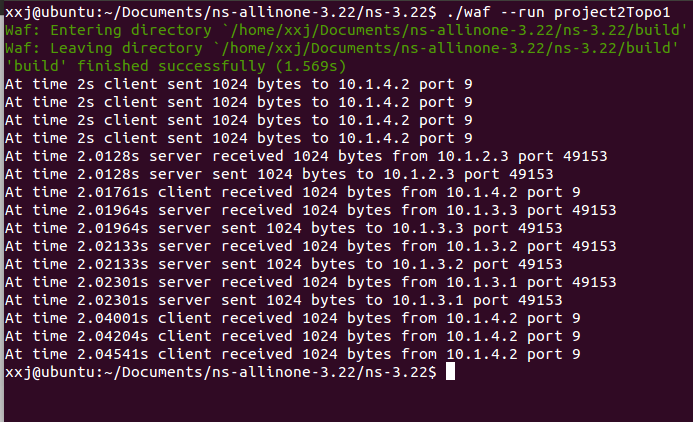 xxj@ubuntu:~/Documents/ns-allinone-3.22/ns-3.22$ ./waf --run project2Topo1
Waf: Entering directory `/home/xxj/Documents/ns-allinone-3.22/ns-3.22/build'
Waf: Leaving directory `/home/xxj/Documents/ns-allinone-3.22/ns-3.22/build'
'build' finished successfully (1.569s)
At time 2s client sent 1024 bytes to 10.1.4.2 port 9
At time 2s client sent 1024 bytes to 10.1.4.2 port 9
At time 2s client sent 1024 bytes to 10.1.4.2 port 9
At time 2s client sent 1024 bytes to 10.1.4.2 port 9
At time 2.0128s server received 1024 bytes from 10.1.2.3 port 49153
At time 2.0128s server sent 1024 bytes to 10.1.2.3 port 49153
At time 2.01761s client received 1024 bytes from 10.1.4.2 port 9
At time 2.01964s server received 1024 bytes from 10.1.3.3 port 49153
At time 2.01964s server sent 1024 bytes to 10.1.3.3 port 49153
At time 2.02133s server received 1024 bytes from 10.1.3.2 port 49153
At time 2.02133s server sent 1024 bytes to 10.1.3.2 port 49153
At time 2.02301s server received 1024 bytes from 10.1.3.1 port 49153
At time 2.02301s server sent 1024 bytes to 10.1.3.1 port 49153
At time 2.04001s client received 1024 bytes from 10.1.4.2 port 9
At time 2.04204s client received 1024 bytes from 10.1.4.2 port 9
At time 2.04541s client received 1024 bytes from 10.1.4.2 port 9
xxj@ubuntu:~/Documents/ns-allinone-3.22/ns-3.22$